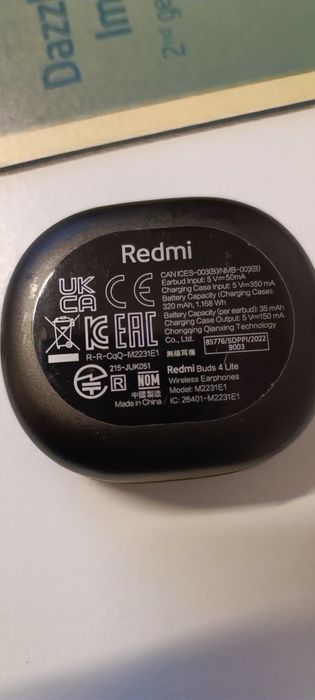 Dazzl
Im
2nd ge
Redmi
CAN ICES-003(B)/NMB-003(B)
Earbud Input: 5 V⎓50mA
Charging Case Input: 5 V⎓350 mA
Battery Capacity (Charging Case):
320 mAh, 1.168 Wh
Battery Capacity (per earbud): 35 mAh
Charging Case Output: 5 V⎓150 mA
Chongqing Qianxing Technology
Co., Ltd.
85776/SDPPI/2022
9003
UK
CA
CE
EAC
R-R-CqQ-M2231E1
無線耳機
215-JUK051
R
NOM
中國製造
Made in China
Redmi Buds 4 Lite
Wireless Earphones
Model: M2231E1
IC: 26401-M2231E1